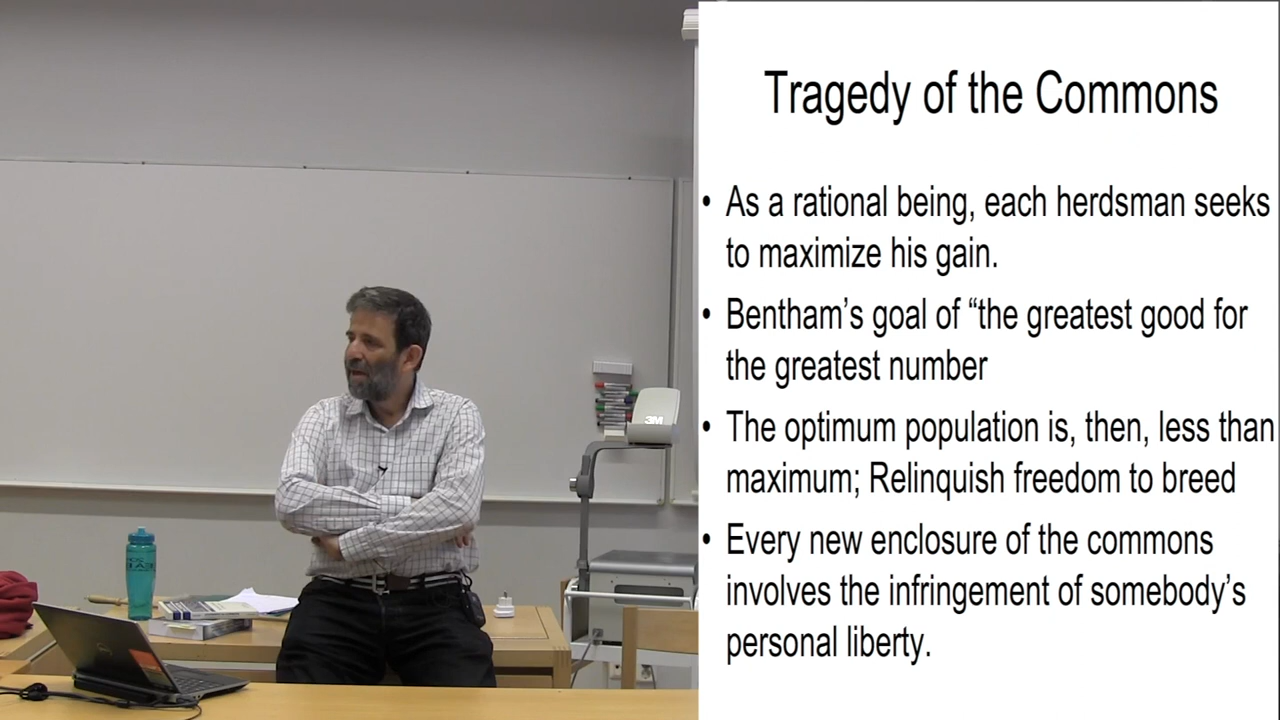 Tragedy of the Commons
• As a rational being, each herdsman seeks
to maximize his gain.
• Bentham’s goal of “the greatest good for
the greatest number
• The optimum population is, then, less than
maximum; Relinquish freedom to breed
• Every new enclosure of the commons
involves the infringement of somebody’s
personal liberty.
3M